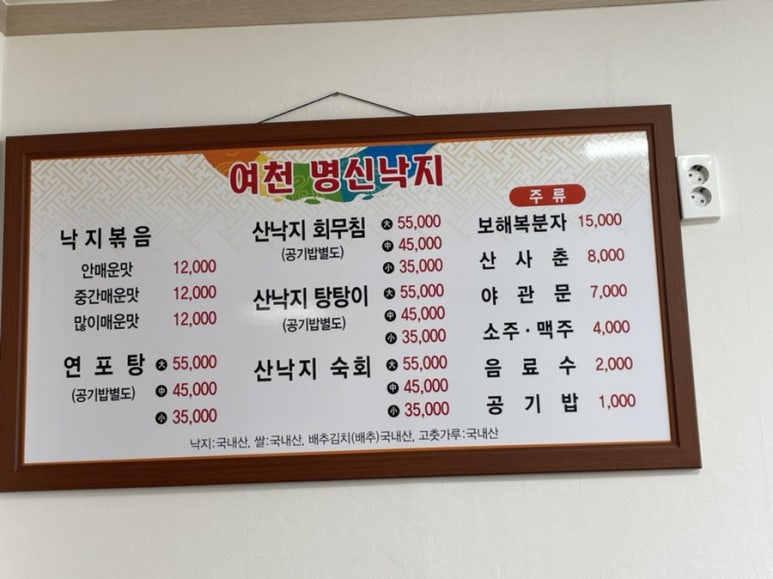 여천 명신낙지
낙지볶음
안매운맛 12,000
중간매운맛 12,000
많이매운맛 12,000
연포탕 大 55,000
(공기밥별도) 中 45,000
小 35,000
산낙지 회무침 大 55,000
(공기밥별도) 中 45,000
小 35,000
산낙지 탕탕이 大 55,000
(공기밥별도) 中 45,000
小 35,000
산낙지 숙회 大 55,000
中 45,000
小 35,000
주류
보해복분자 15,000
산사춘 8,000
야관문 7,000
소주·맥주 4,000
음료수 2,000
공기밥 1,000
낙지:국내산, 쌀:국내산, 배추김치(배추)국내산, 고춧가루:국내산